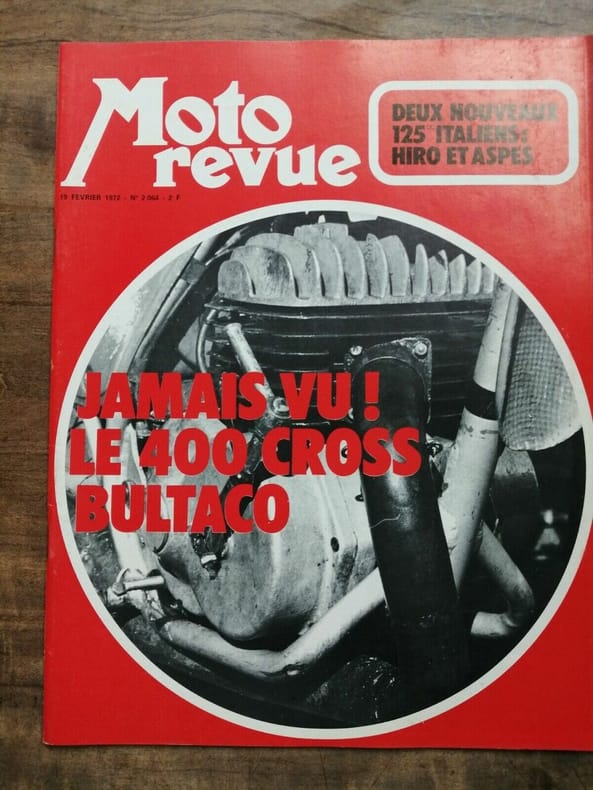 Moto
revue
DEUX NOUVEAUX
125 ITALIENS:
HIRO ET ASPES
19 FEVRIER 1972 - N° 2 064 - 2 F
JAMAIS VU !
LE 400 CROSS
BULTACO